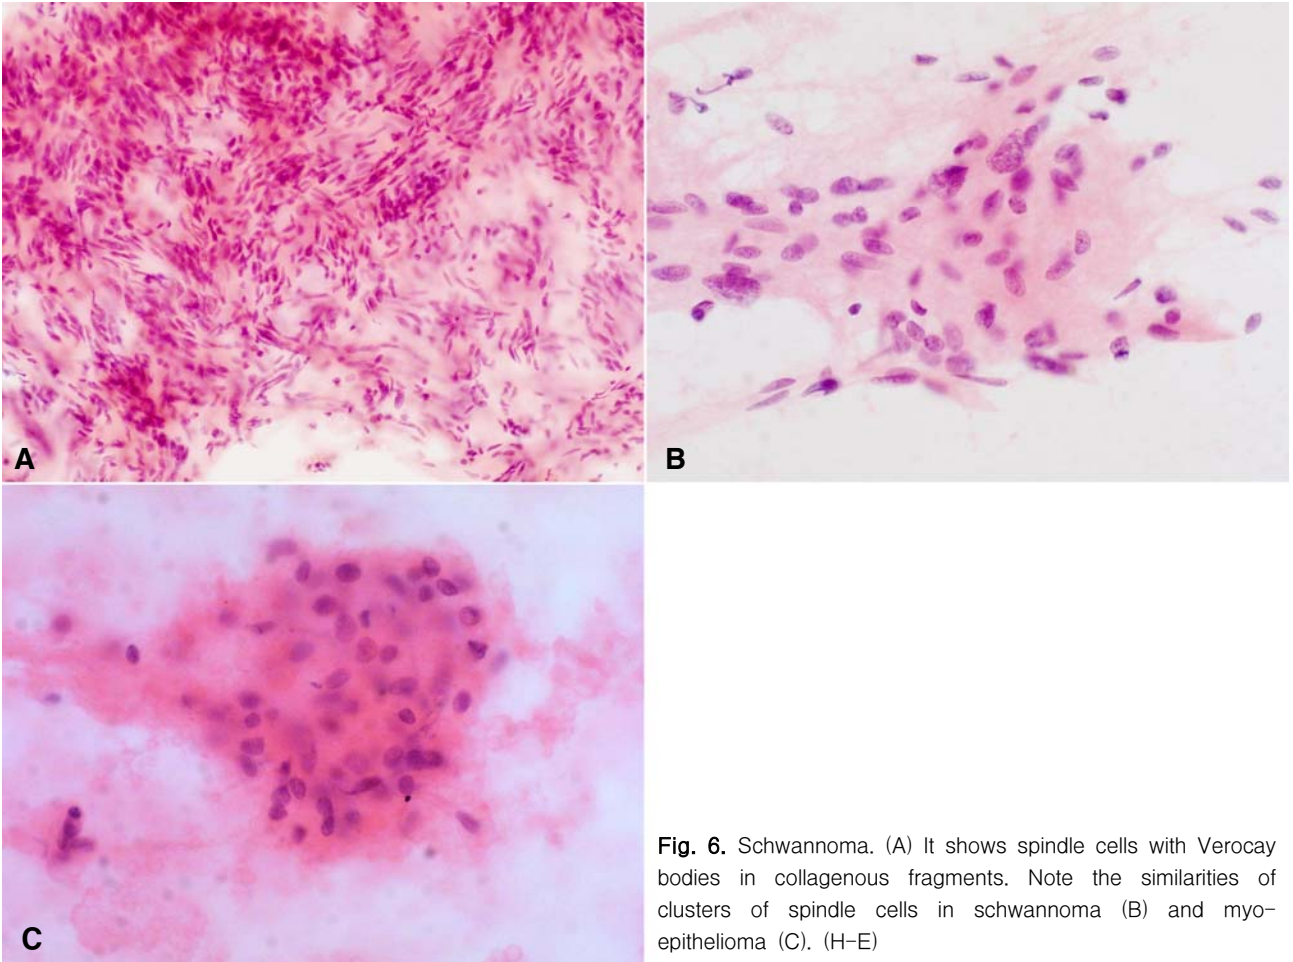 A
B
C
Fig. 6. Schwannoma. (A) It shows spindle cells with Verocay
bodies in collagenous fragments. Note the similarities of
clusters of spindle cells in schwannoma (B) and myo-
epithelioma (C). (H-E)